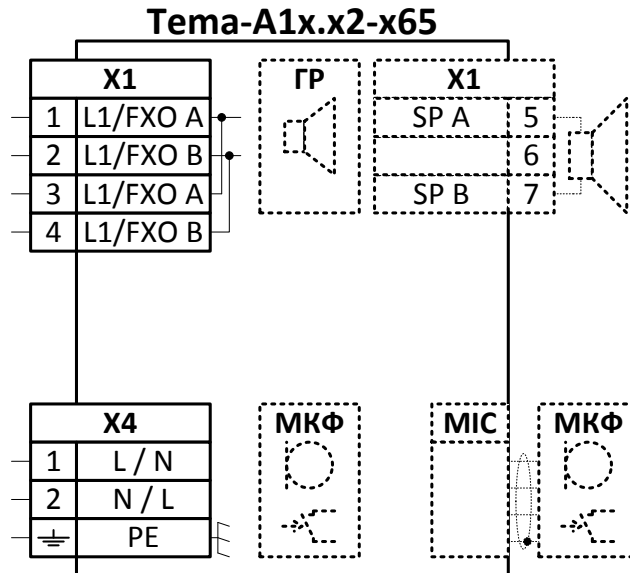 Tema-A1x.x2-x65
X1
1 L1/FXO A
2 L1/FXO B
3 L1/FXO A
4 L1/FXO B
ГР
X1
SP A 5
6
SP B 7
X4
1 L / N
2 N / L
PE
МКФ
MIC
МКФ